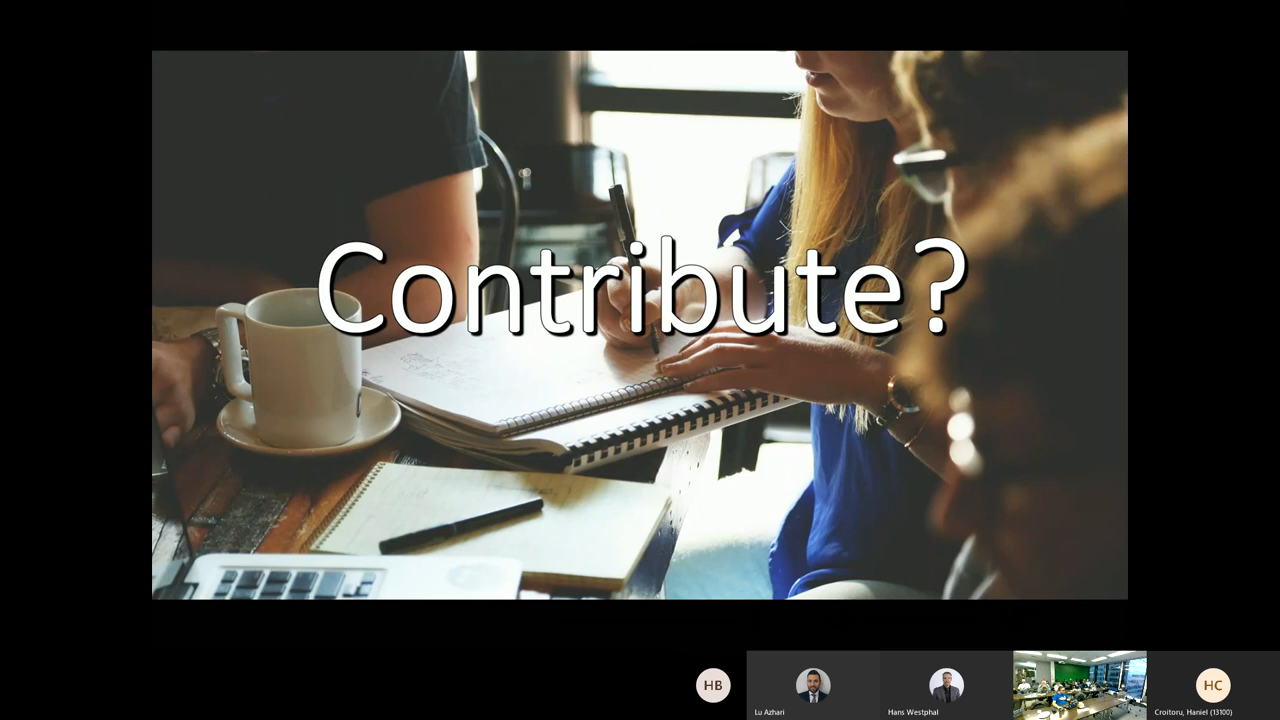 Contribute?
HB
Lu Azhari
Hans Westphal
HC
Croitoru, Haniel (13100)